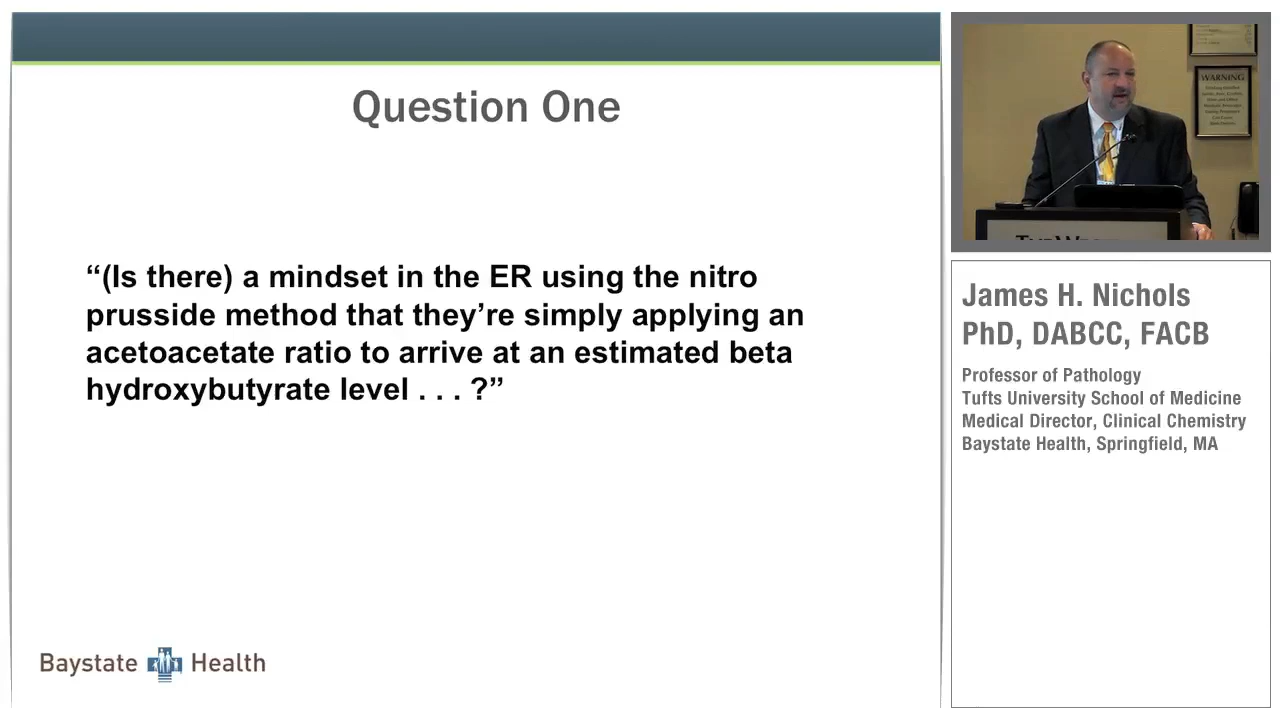 Question One
“(Is there) a mindset in the ER using the nitro
prusside method that they’re simply applying an
acetoacetate ratio to arrive at an estimated beta
hydroxybutyrate level . . . ?”
Baystate Health
WARNING
James H. Nichols
PhD, DABCC, FACB
Professor of Pathology
Tufts University School of Medicine
Medical Director, Clinical Chemistry
Baystate Health, Springfield, MA